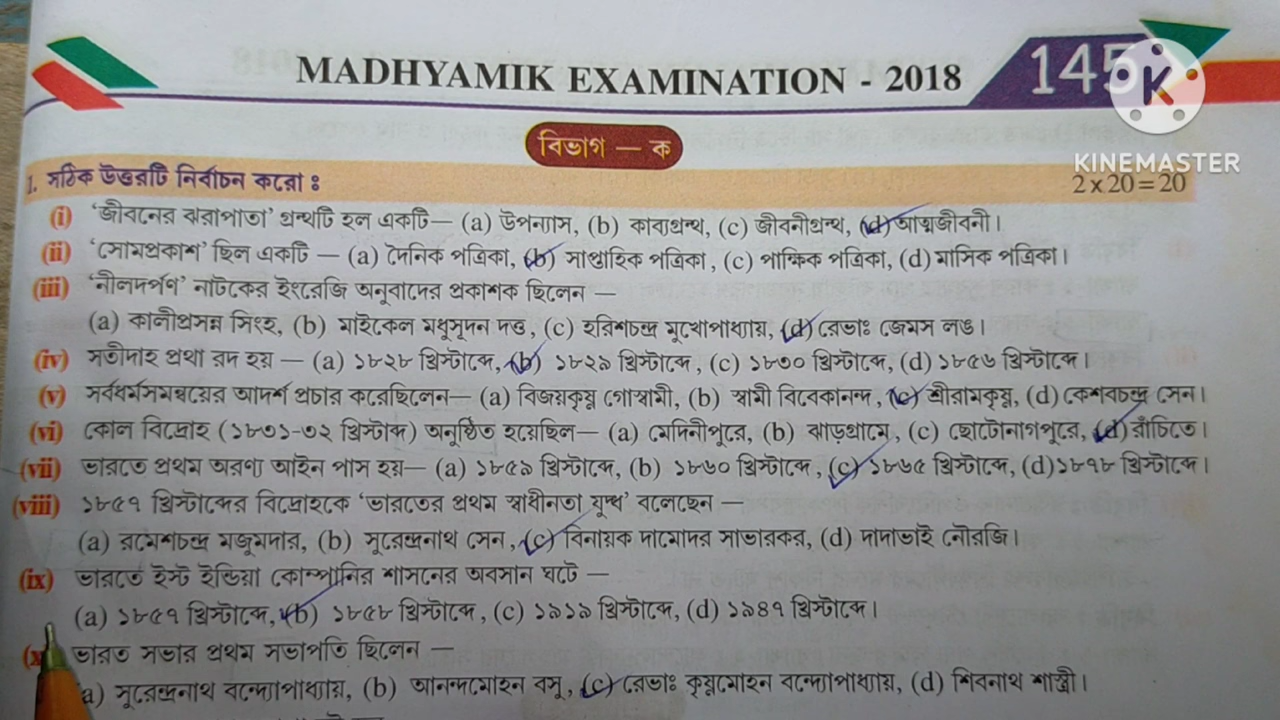 MADHYAMIK EXAMINATION - 2018
145
K
KINEMASTER
বিভাগ — ক
1. সঠিক উত্তরটি নির্বাচন করো ঃ 2×20=20
(i) ‘জীবনের ঝরাপাতা’ গ্রন্থটি হল একটি— (a) উপন্যাস, (b) কাব্যগ্রন্থ, (c) জীবনীগ্রন্থ, (d) আত্মজীবনী।
(ii) ‘সোমপ্রকাশ’ ছিল একটি — (a) দৈনিক পত্রিকা, (b) সাপ্তাহিক পত্রিকা, (c) পাক্ষিক পত্রিকা, (d) মাসিক পত্রিকা।
(iii) ‘নীলদর্পণ’ নাটকের ইংরেজি অনুবাদের প্রকাশক ছিলেন —
(a) কালীপ্রসন্ন সিংহ, (b) মাইকেল মধুসূদন দত্ত, (c) হরিশচন্দ্র মুখোপাধ্যায়, (d) রেভাঃ জেমস লঙ।
(iv) সতীদাহ প্রথা রদ হয় — (a) ১৮২৮ খ্রিস্টাব্দে, (b) ১৮২৯ খ্রিস্টাব্দে, (c) ১৮৩০ খ্রিস্টাব্দে, (d) ১৮৫৬ খ্রিস্টাব্দে।
(v) সর্বধর্মসমন্বয়ের আদর্শ প্রচার করেছিলেন— (a) বিজয়কৃষ্ণ গোস্বামী, (b) স্বামী বিবেকানন্দ, (c) শ্রীরামকৃষ্ণ, (d) কেশবচন্দ্র সেন।
(vi) কোল বিদ্রোহ (১৮৩১-৩২ খ্রিস্টাব্দ) অনুষ্ঠিত হয়েছিল— (a) মেদিনীপুরে, (b) ঝাড়গ্রামে, (c) ছোটোনাগপুরে, (d) রাঁচিতে।
(vii) ভারতে প্রথম অরণ্য আইন পাস হয়— (a) ১৮৫৯ খ্রিস্টাব্দে, (b) ১৮৬০ খ্রিস্টাব্দে, (c) ১৮৬৫ খ্রিস্টাব্দে, (d) ১৮৭৮ খ্রিস্টাব্দে।
(viii) ১৮৫৭ খ্রিস্টাব্দের বিদ্রোহকে ‘ভারতের প্রথম স্বাধীনতা যুদ্ধ’ বলেছেন —
(a) রমেশচন্দ্র মজুমদার, (b) সুরেন্দ্রনাথ সেন, (c) বিনায়ক দামোদর সাভারকর, (d) দাদাভাই নৌরজি।
(ix) ভারতে ইস্ট ইন্ডিয়া কোম্পানির শাসনের অবসান ঘটে —
(a) ১৮৫৭ খ্রিস্টাব্দে, (b) ১৮৫৮ খ্রিস্টাব্দে, (c) ১৯১৯ খ্রিস্টাব্দে, (d) ১৯৪৭ খ্রিস্টাব্দে।
ভারত সভার প্রথম সভাপতি ছিলেন —
a) সুরেন্দ্রনাথ বন্দ্যোপাধ্যায়, (b) আনন্দমোহন বসু, (c) রেভাঃ কৃষ্ণমোহন বন্দ্যোপাধ্যায়, (d) শিবনাথ শাস্ত্রী।